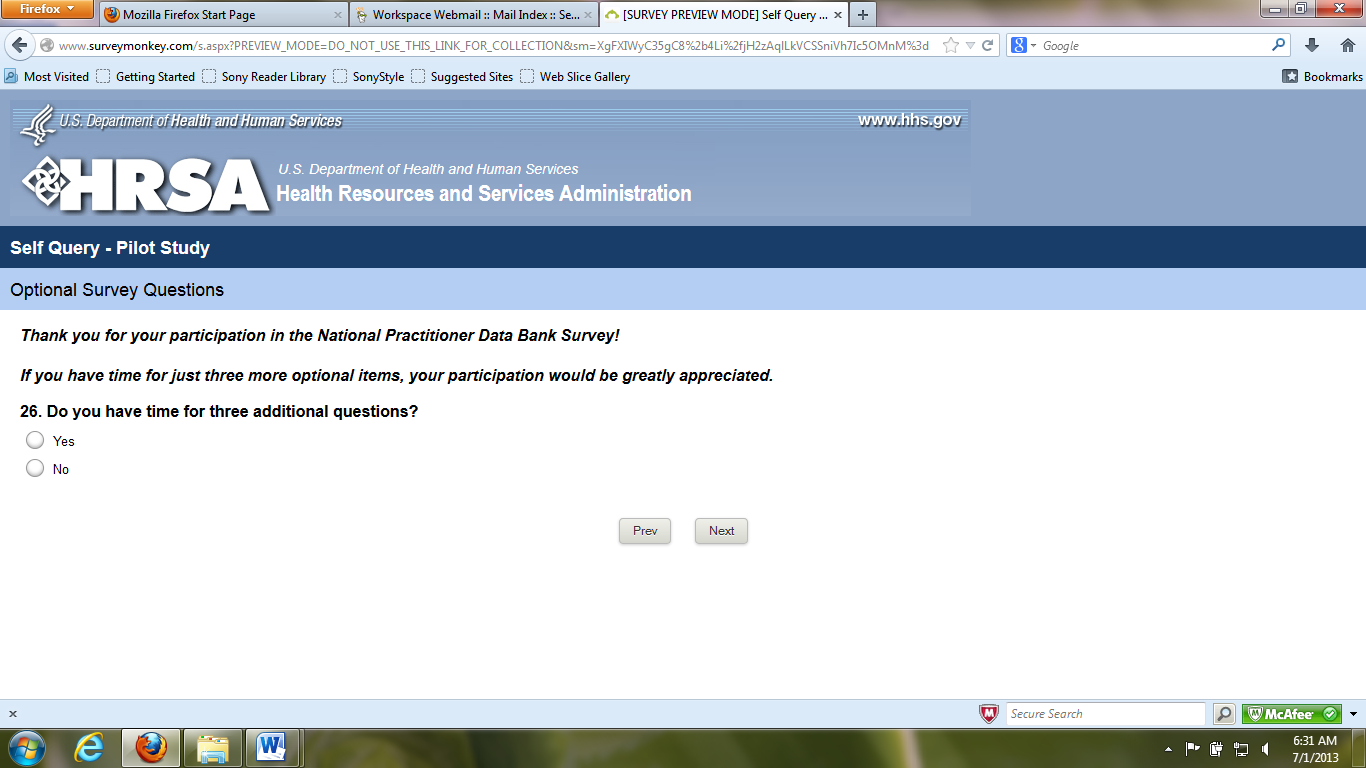 Firefox
Mozilla Firefox Start Page
Workspace Webmail :: Mail Index :: Se...
[SURVEY PREVIEW MODE] Self Query ...
www.surveymonkey.com/s.aspx?PREVIEW_MODE=DO_NOT_USE_THIS_LINK_FOR_COLLECTION&sm=XgFXIWyC35gC8%2b4Li%2fjH2zAqILkVCSSniVh7Ic5OMnM%3d
Google
Most Visited Getting Started Sony Reader Library SonyStyle Suggested Sites Web Slice Gallery Bookmarks
U.S. Department of Health and Human Services
www.hhs.gov
HRSA
U.S. Department of Health and Human Services
Health Resources and Services Administration
Self Query - Pilot Study
Optional Survey Questions
Thank you for your participation in the National Practitioner Data Bank Survey!
If you have time for just three more optional items, your participation would be greatly appreciated.
26. Do you have time for three additional questions?
Yes
No
Prev Next
x
Secure Search
McAfee
6:31 AM
7/1/2013